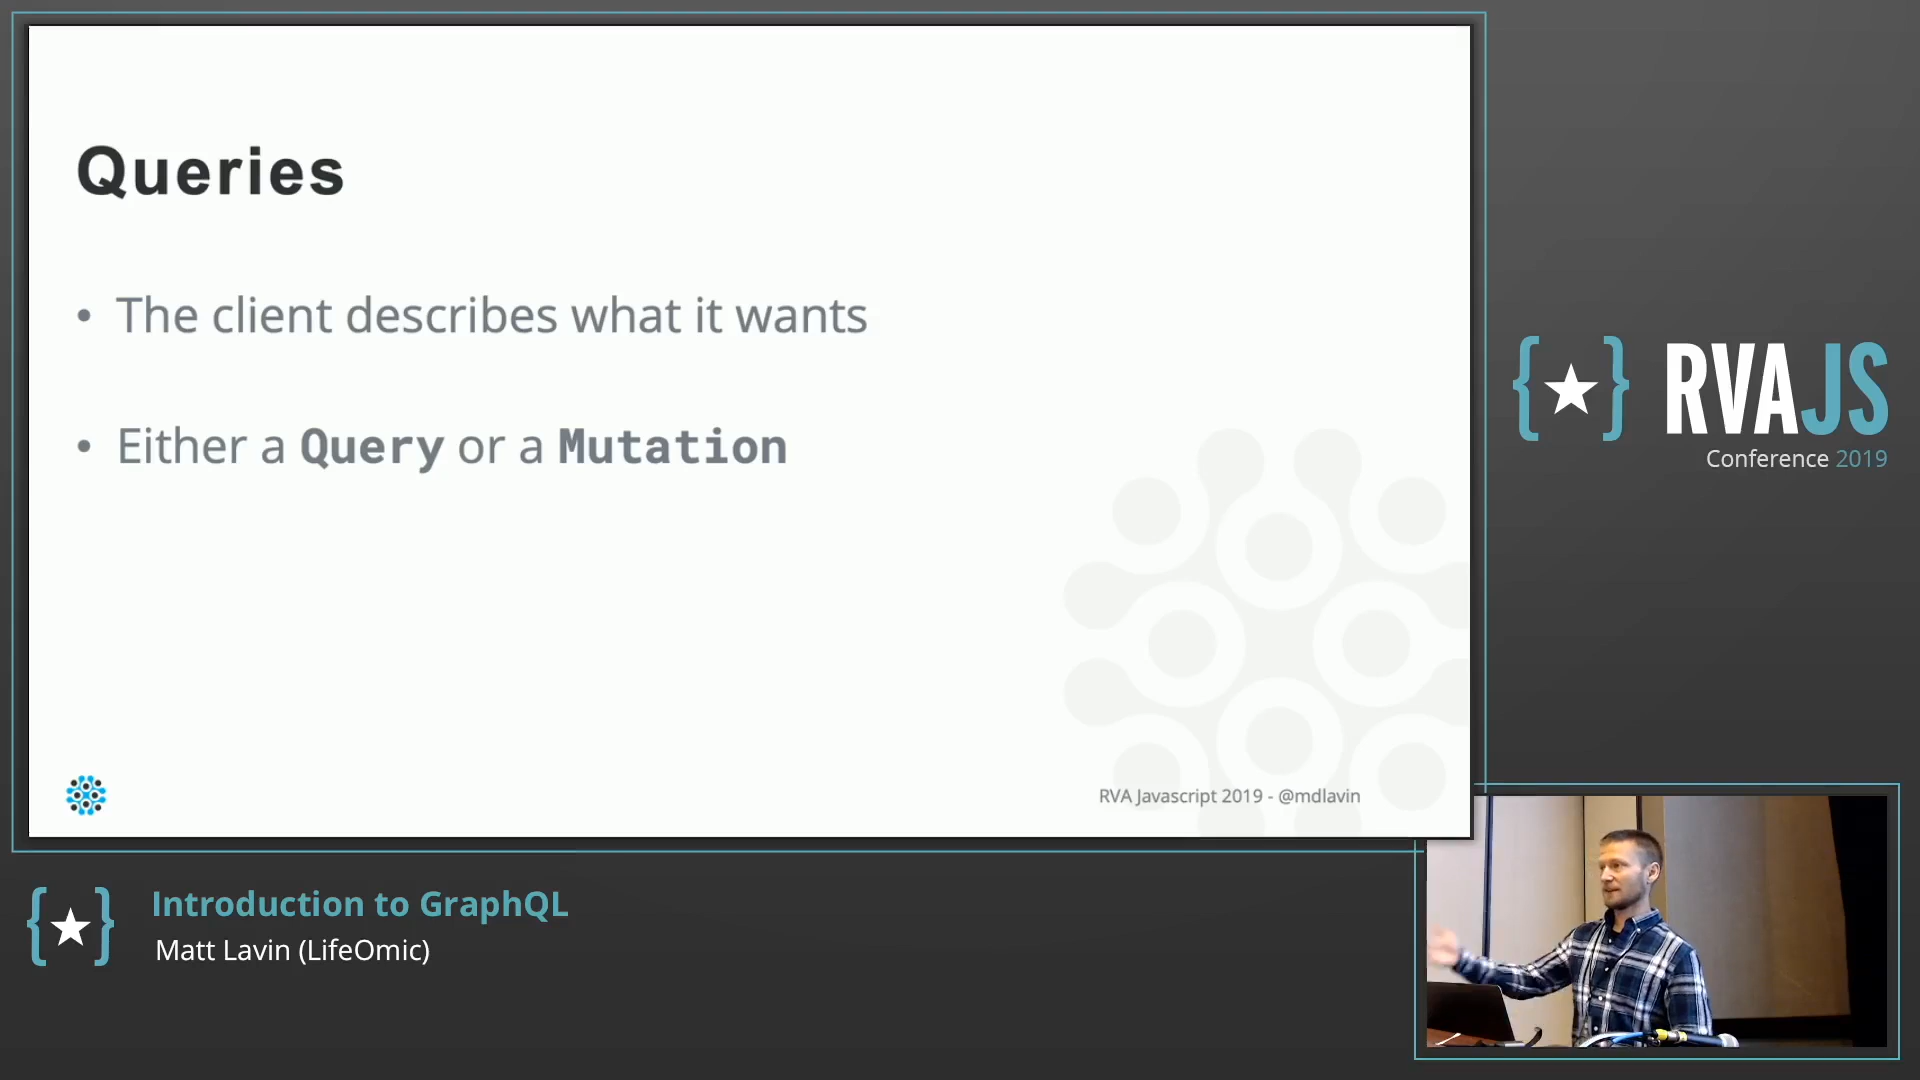 Queries
• The client describes what it wants
• Either a Query or a Mutation
RVA Javascript 2019 - @mdlavin
{★} RVAJS
Conference 2019
{★}
Introduction to GraphQL
Matt Lavin (LifeOmic)